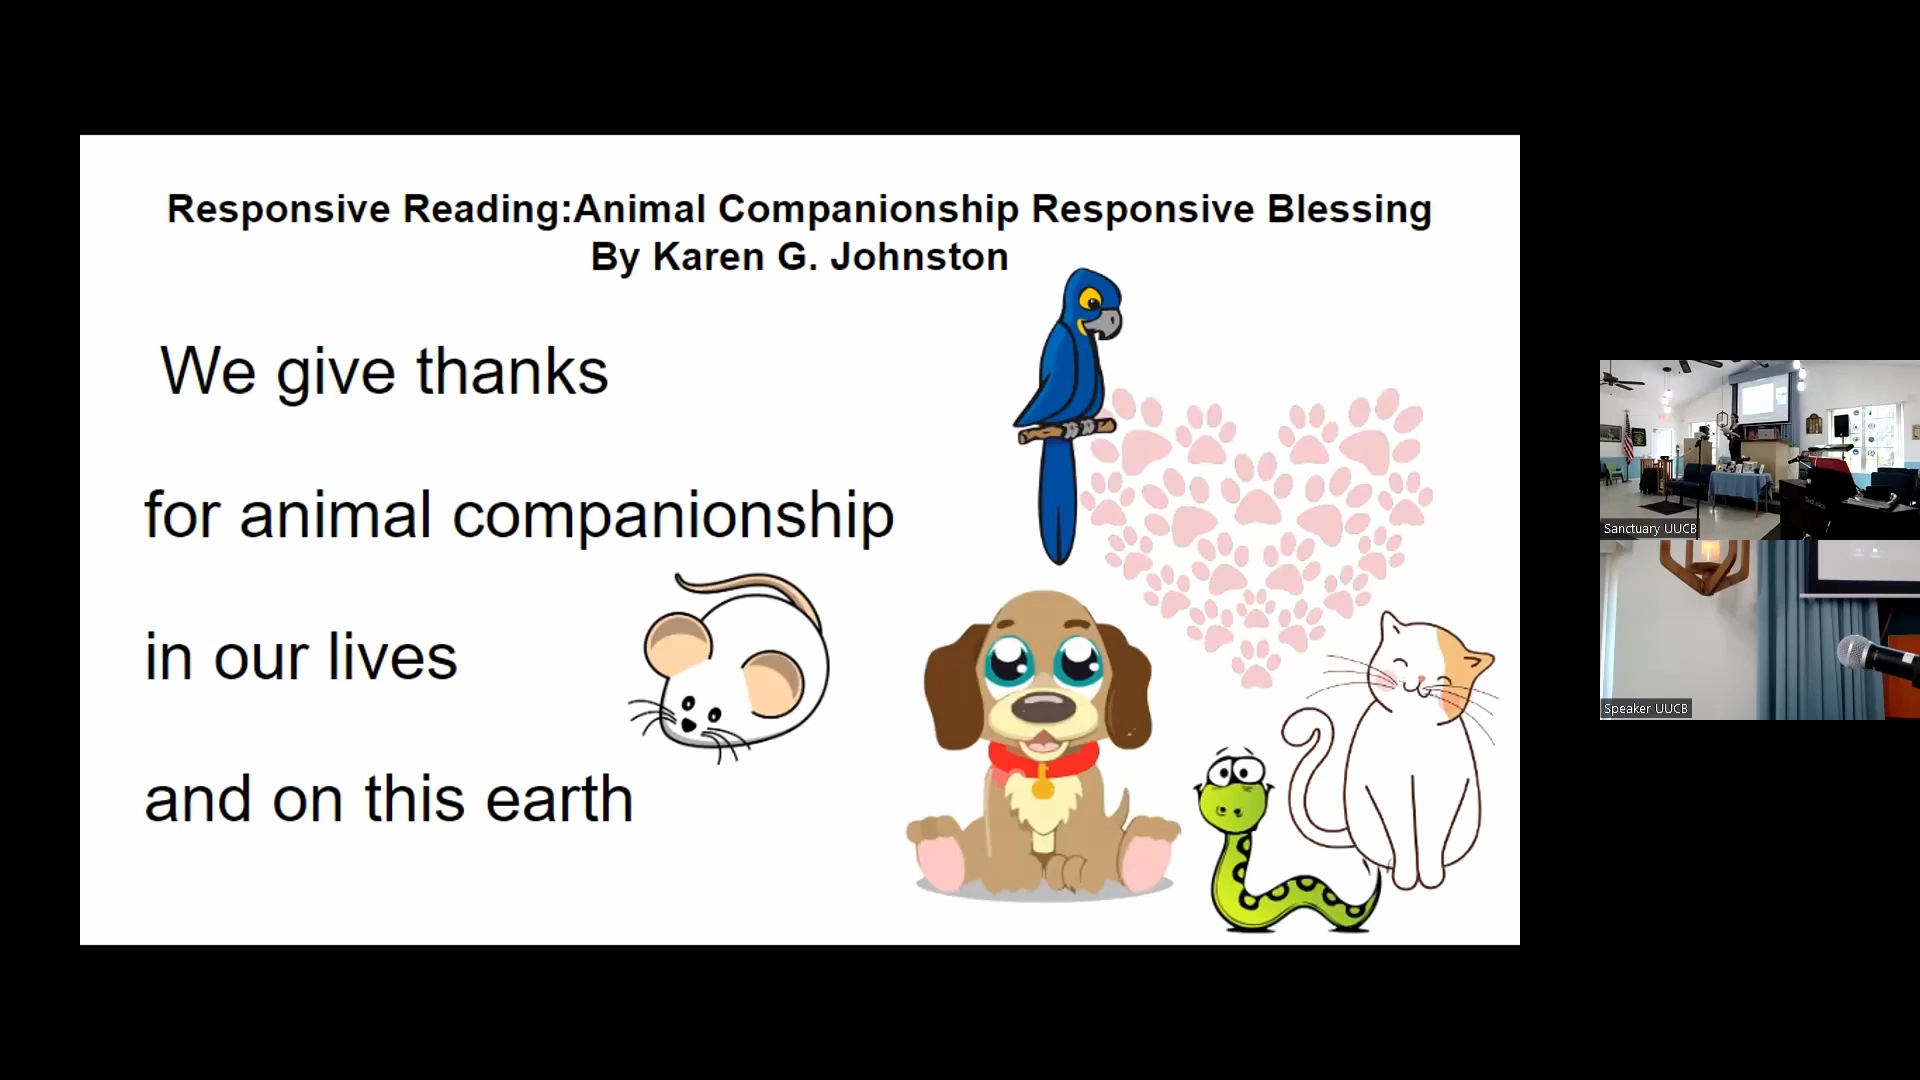 Responsive Reading:Animal Companionship Responsive Blessing
By Karen G. Johnston
We give thanks
for animal companionship
in our lives
and on this earth
Sanctuary UUCB
Speaker UUCB